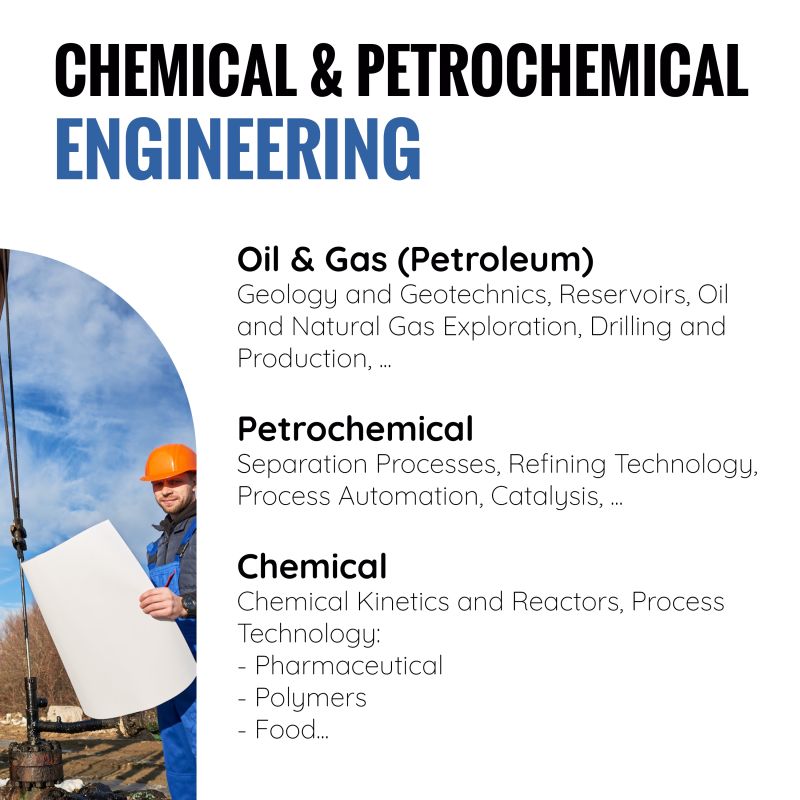 CHEMICAL & PETROCHEMICAL
ENGINEERING
Oil & Gas (Petroleum)
Geology and Geotechnics, Reservoirs, Oil
and Natural Gas Exploration, Drilling and
Production, ...
Petrochemical
Separation Processes, Refining Technology,
Process Automation, Catalysis, ...
Chemical
Chemical Kinetics and Reactors, Process
Technology:
- Pharmaceutical
- Polymers
- Food...